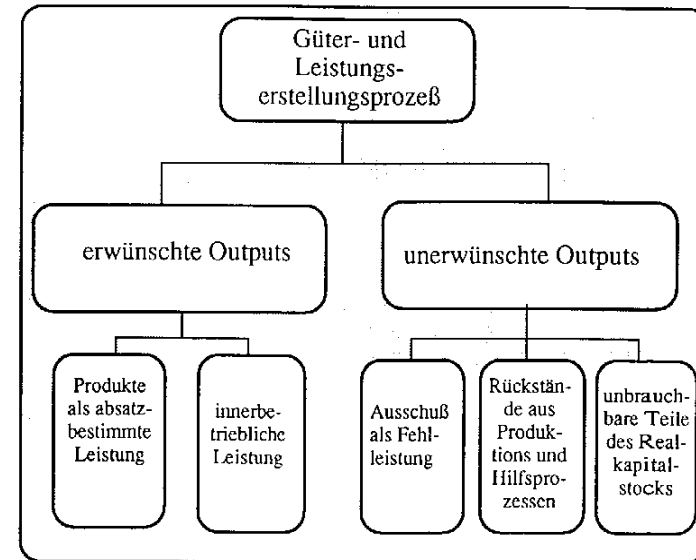 Güter- und
Leistungs-
erstellungsprozeß
erwünschte Outputs
unerwünschte Outputs
Produkte
als absatz-
bestimmte
Leistung
innerbe-
triebliche
Leistung
Ausschuß
als Fehl-
leistung
Rückstän-
de aus
Produk-
tions und
Hilfspro-
zessen
unbrauch-
bare Teile
des Real-
kapital-
stocks